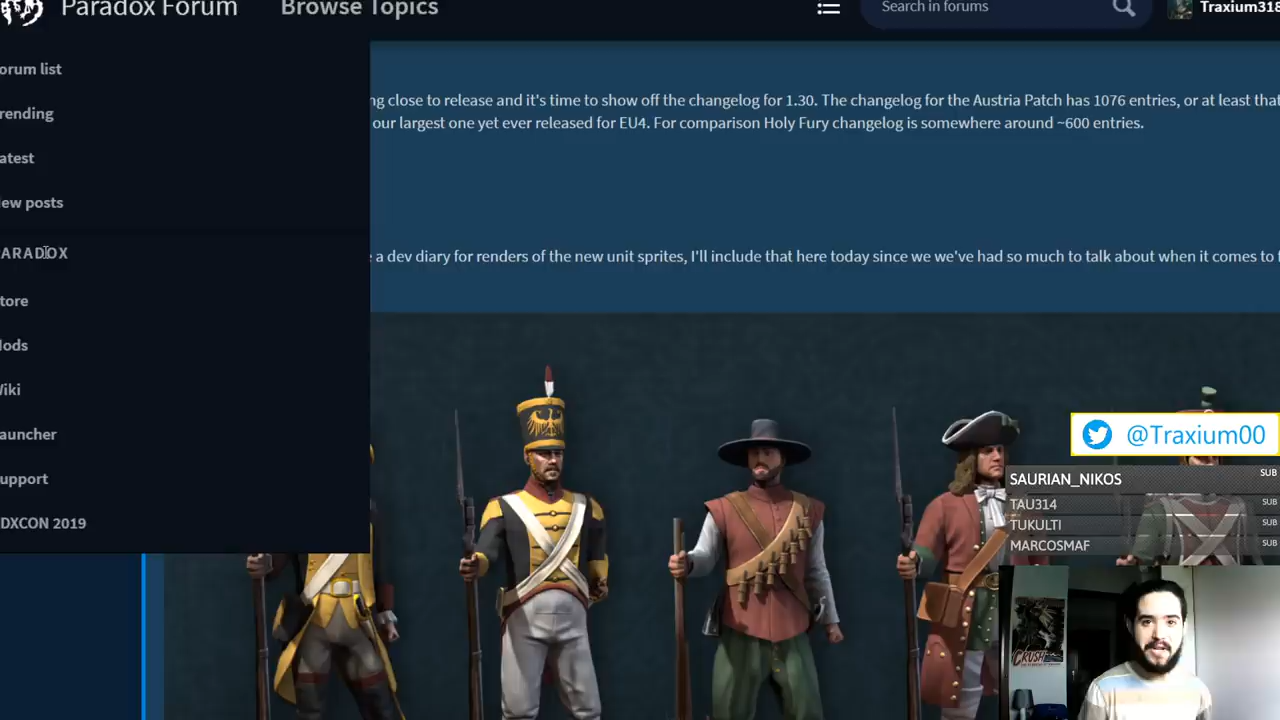 Paradox Forum
Browse Topics
Search in forums
Traxium318
orum list
rending
atest
ew posts
ARADOX
tore
ods
iki
auncher
upport
DXCON 2019
ng close to release and it's time to show off the changelog for 1.30. The changelog for the Austria Patch has 1076 entries, or at least that
our largest one yet ever released for EU4. For comparison Holy Fury changelog is somewhere around ~600 entries.
e a dev diary for renders of the new unit sprites, I'll include that here today since we we've had so much to talk about when it comes to
@Traxium00
SAURIAN_NIKOS SUB
TAU314 SUB
TUKULTI SUB
MARCOSMAF SUB
CRUSH